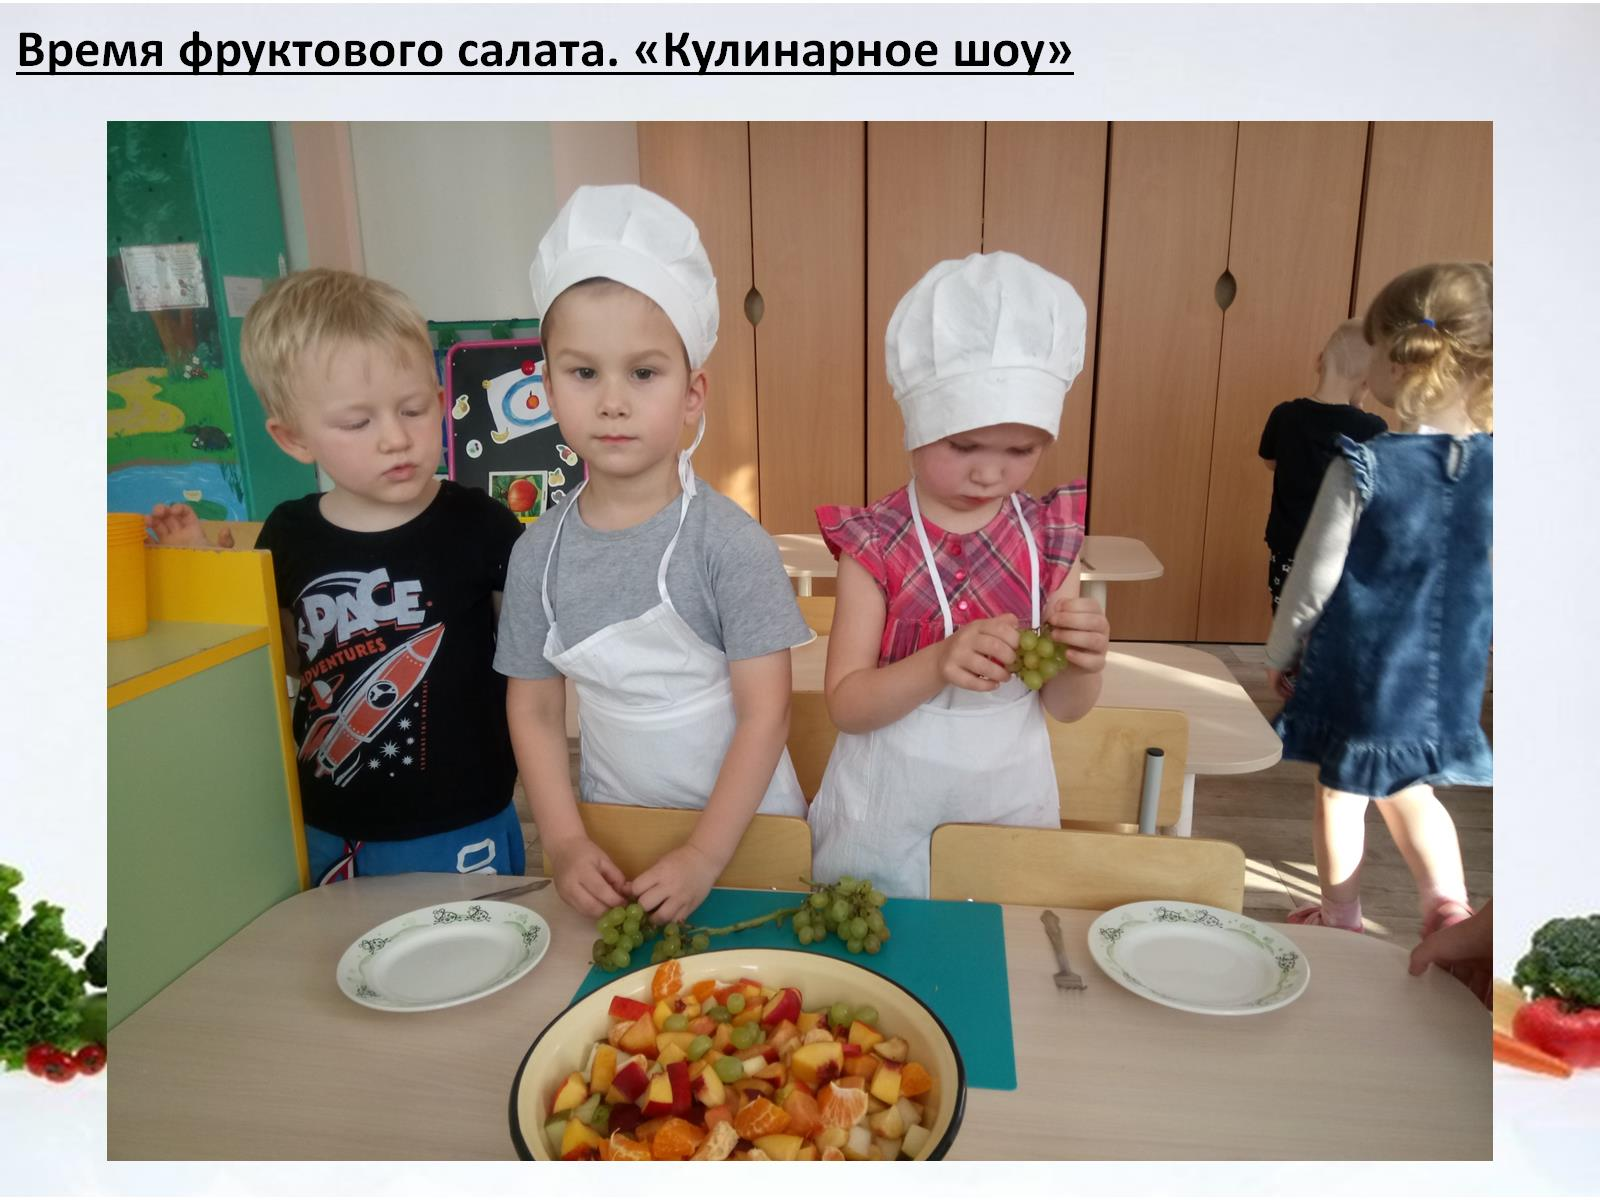 Время фруктового салата. «Кулинарное шоу»
SPACE
ADVENTURES